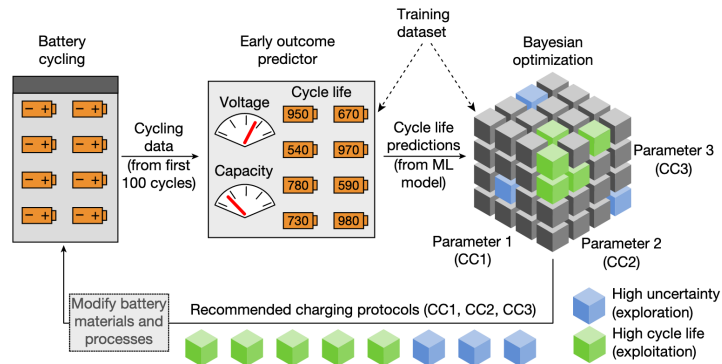 Training
dataset
Battery
cycling
Early outcome
predictor
Bayesian
optimization
Voltage
Capacity
Cycle life
950 670
540 970
780 590
730 980
− + − +
− + − +
− + − +
− + − +
Cycling
data
(from first
100 cycles)
Cycle life
predictions
(from ML
model)
Parameter 3
(CC3)
Parameter 1
(CC1)
Parameter 2
(CC2)
Modify battery
materials and
processes
Recommended charging protocols (CC1, CC2, CC3)
High uncertainty
(exploration)
High cycle life
(exploitation)